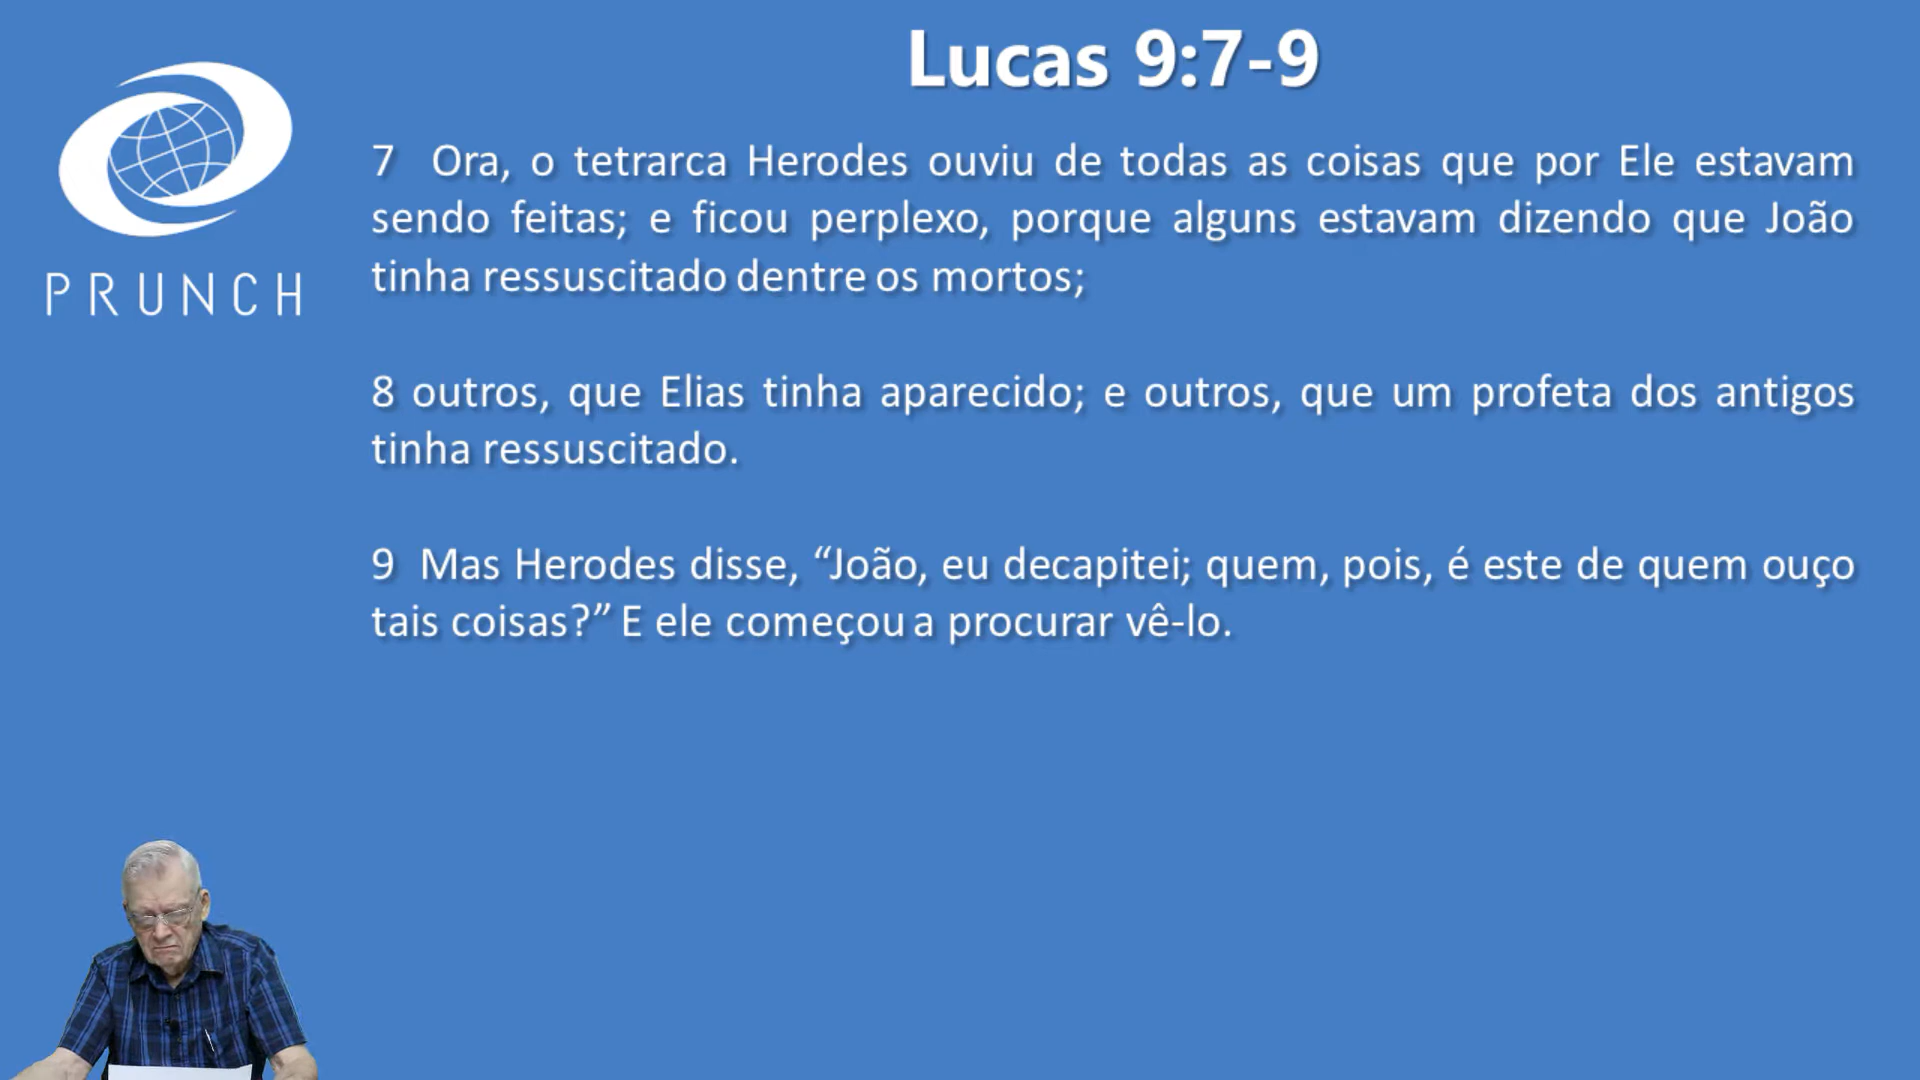 Lucas 9:7-9
PRUNCH
7 Ora, o tetrarca Herodes ouviu de todas as coisas que por Ele estavam
sendo feitas; e ficou perplexo, porque alguns estavam dizendo que João
tinha ressuscitado dentre os mortos;
8 outros, que Elias tinha aparecido; e outros, que um profeta dos antigos
tinha ressuscitado.
9 Mas Herodes disse, “João, eu decapitei; quem, pois, é este de quem ouço
tais coisas?” E ele começou a procurar vê-lo.